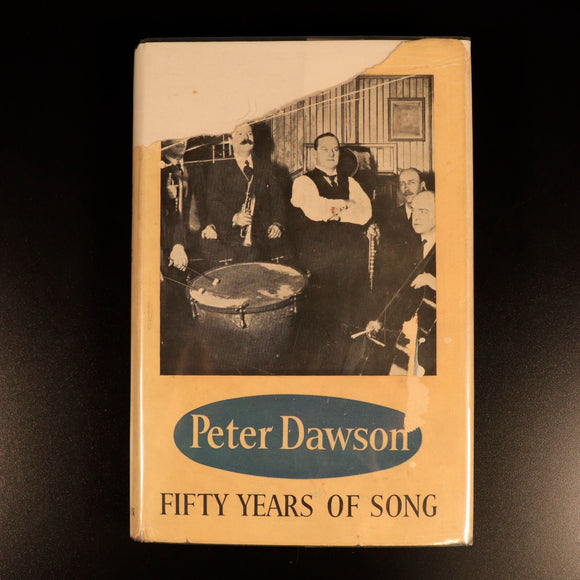 Peter Dawson
FIFTY YEARS OF SONG